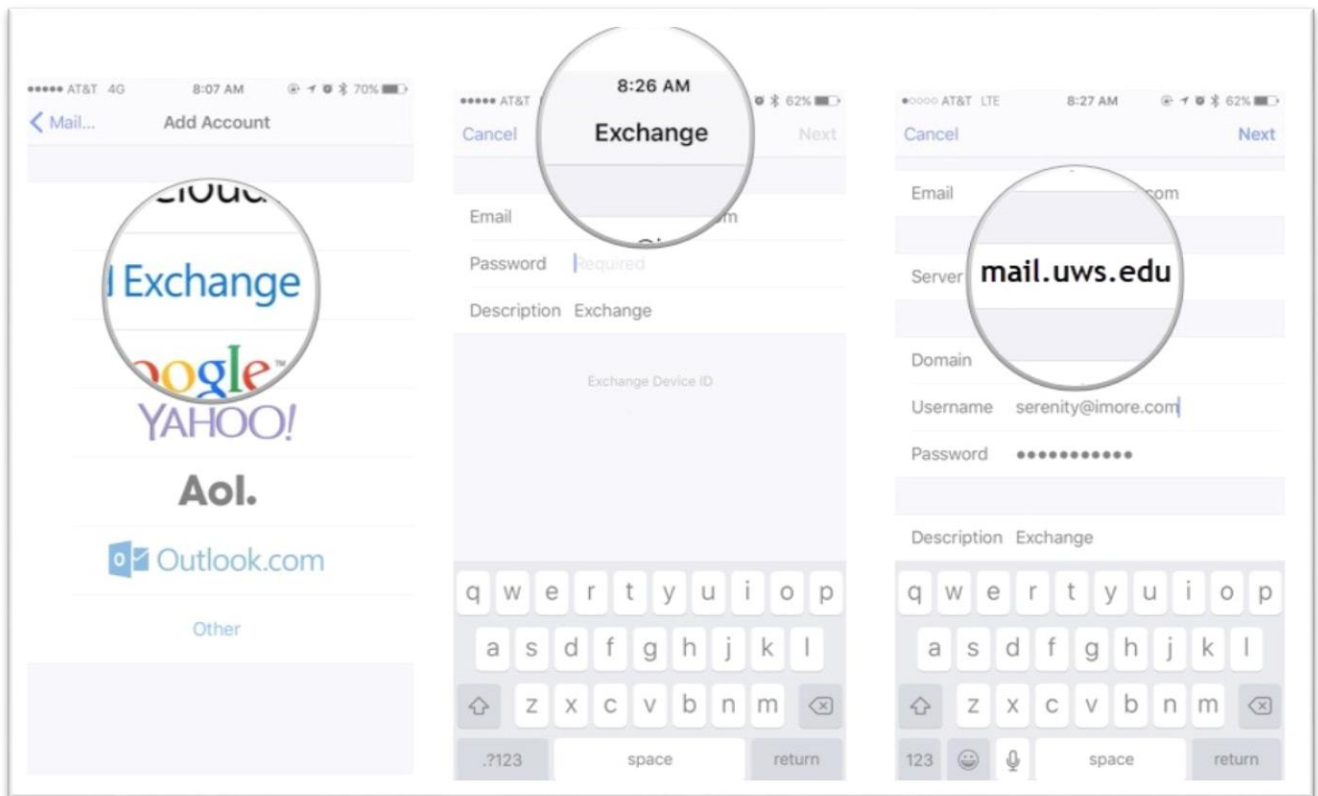 AT&T 4G 8:07 AM 70%
Mail... Add Account
Exchange
YAHOO!
Aol.
Outlook.com
Other
AT&T 8:26 AM 62%
Cancel Exchange Next
Email
Password Required
Description Exchange
Exchange Device ID
q w e r t y u i o p
a s d f g h j k l
z x c v b n m
.?123 space return
AT&T LTE 8:27 AM 62%
Cancel Next
Email com
Server mail.uws.edu
Domain
Username serenity@imore.com
Password
Description Exchange
q w e r t y u i o p
a s d f g h j k l
z x c v b n m
123 space return